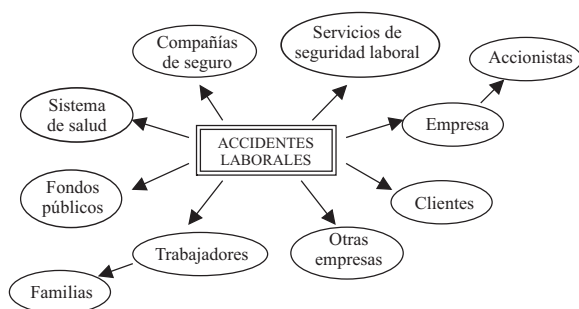 Compañías
de seguro
Servicios de
seguridad laboral
Accionistas
Sistema
de salud
ACCIDENTES
LABORALES
Empresa
Fondos
públicos
Clientes
Trabajadores
Otras
empresas
Familias